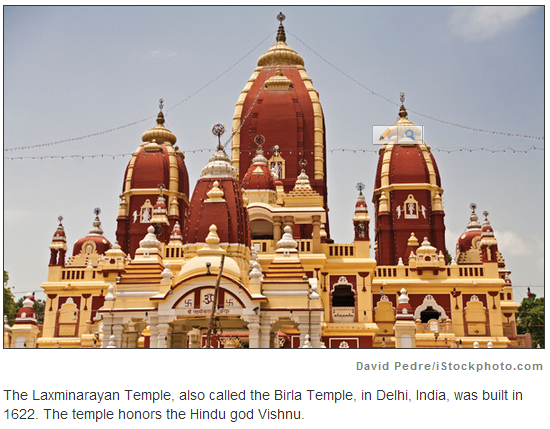 ॐ
David Pedre/iStockphoto.com
The Laxminarayan Temple, also called the Birla Temple, in Delhi, India, was built in
1622. The temple honors the Hindu god Vishnu.